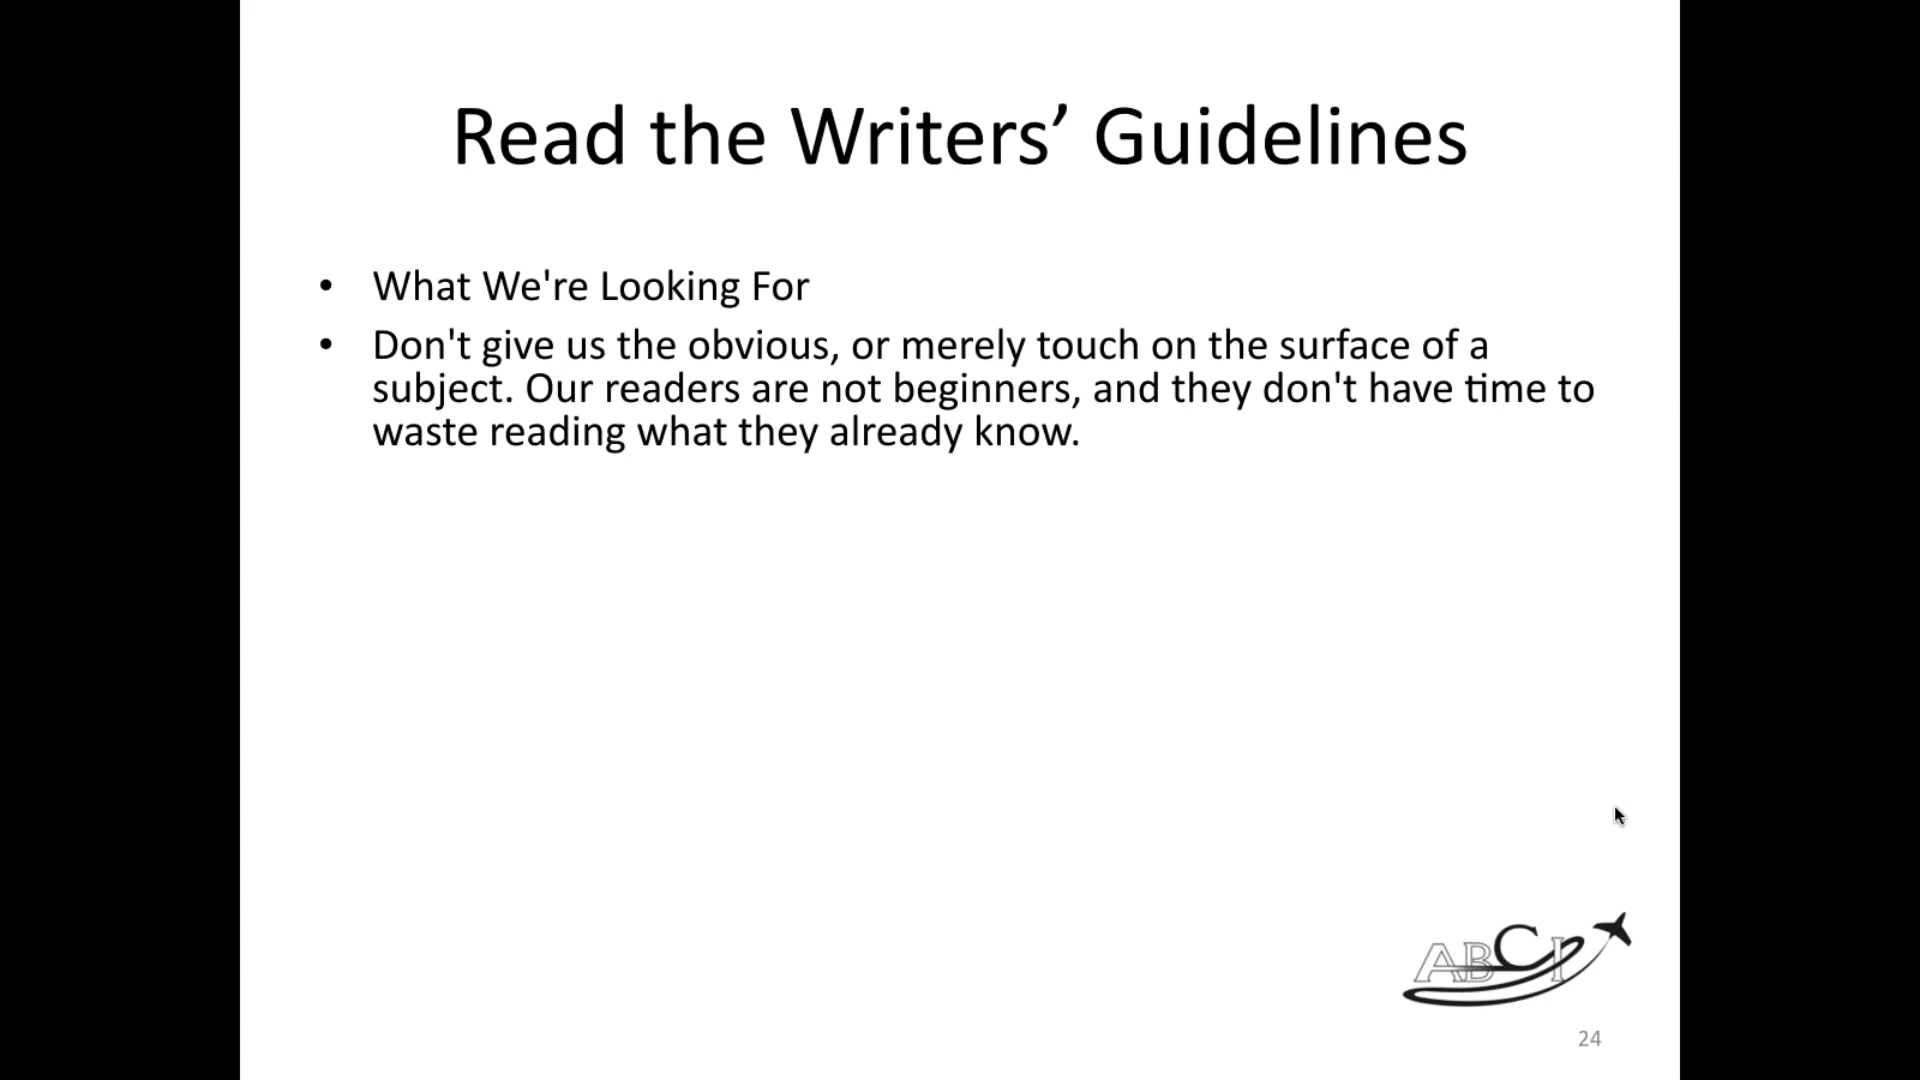 Read the Writers’ Guidelines
• What We're Looking For
• Don't give us the obvious, or merely touch on the surface of a
subject. Our readers are not beginners, and they don't have time to
waste reading what they already know.
ABCI
24